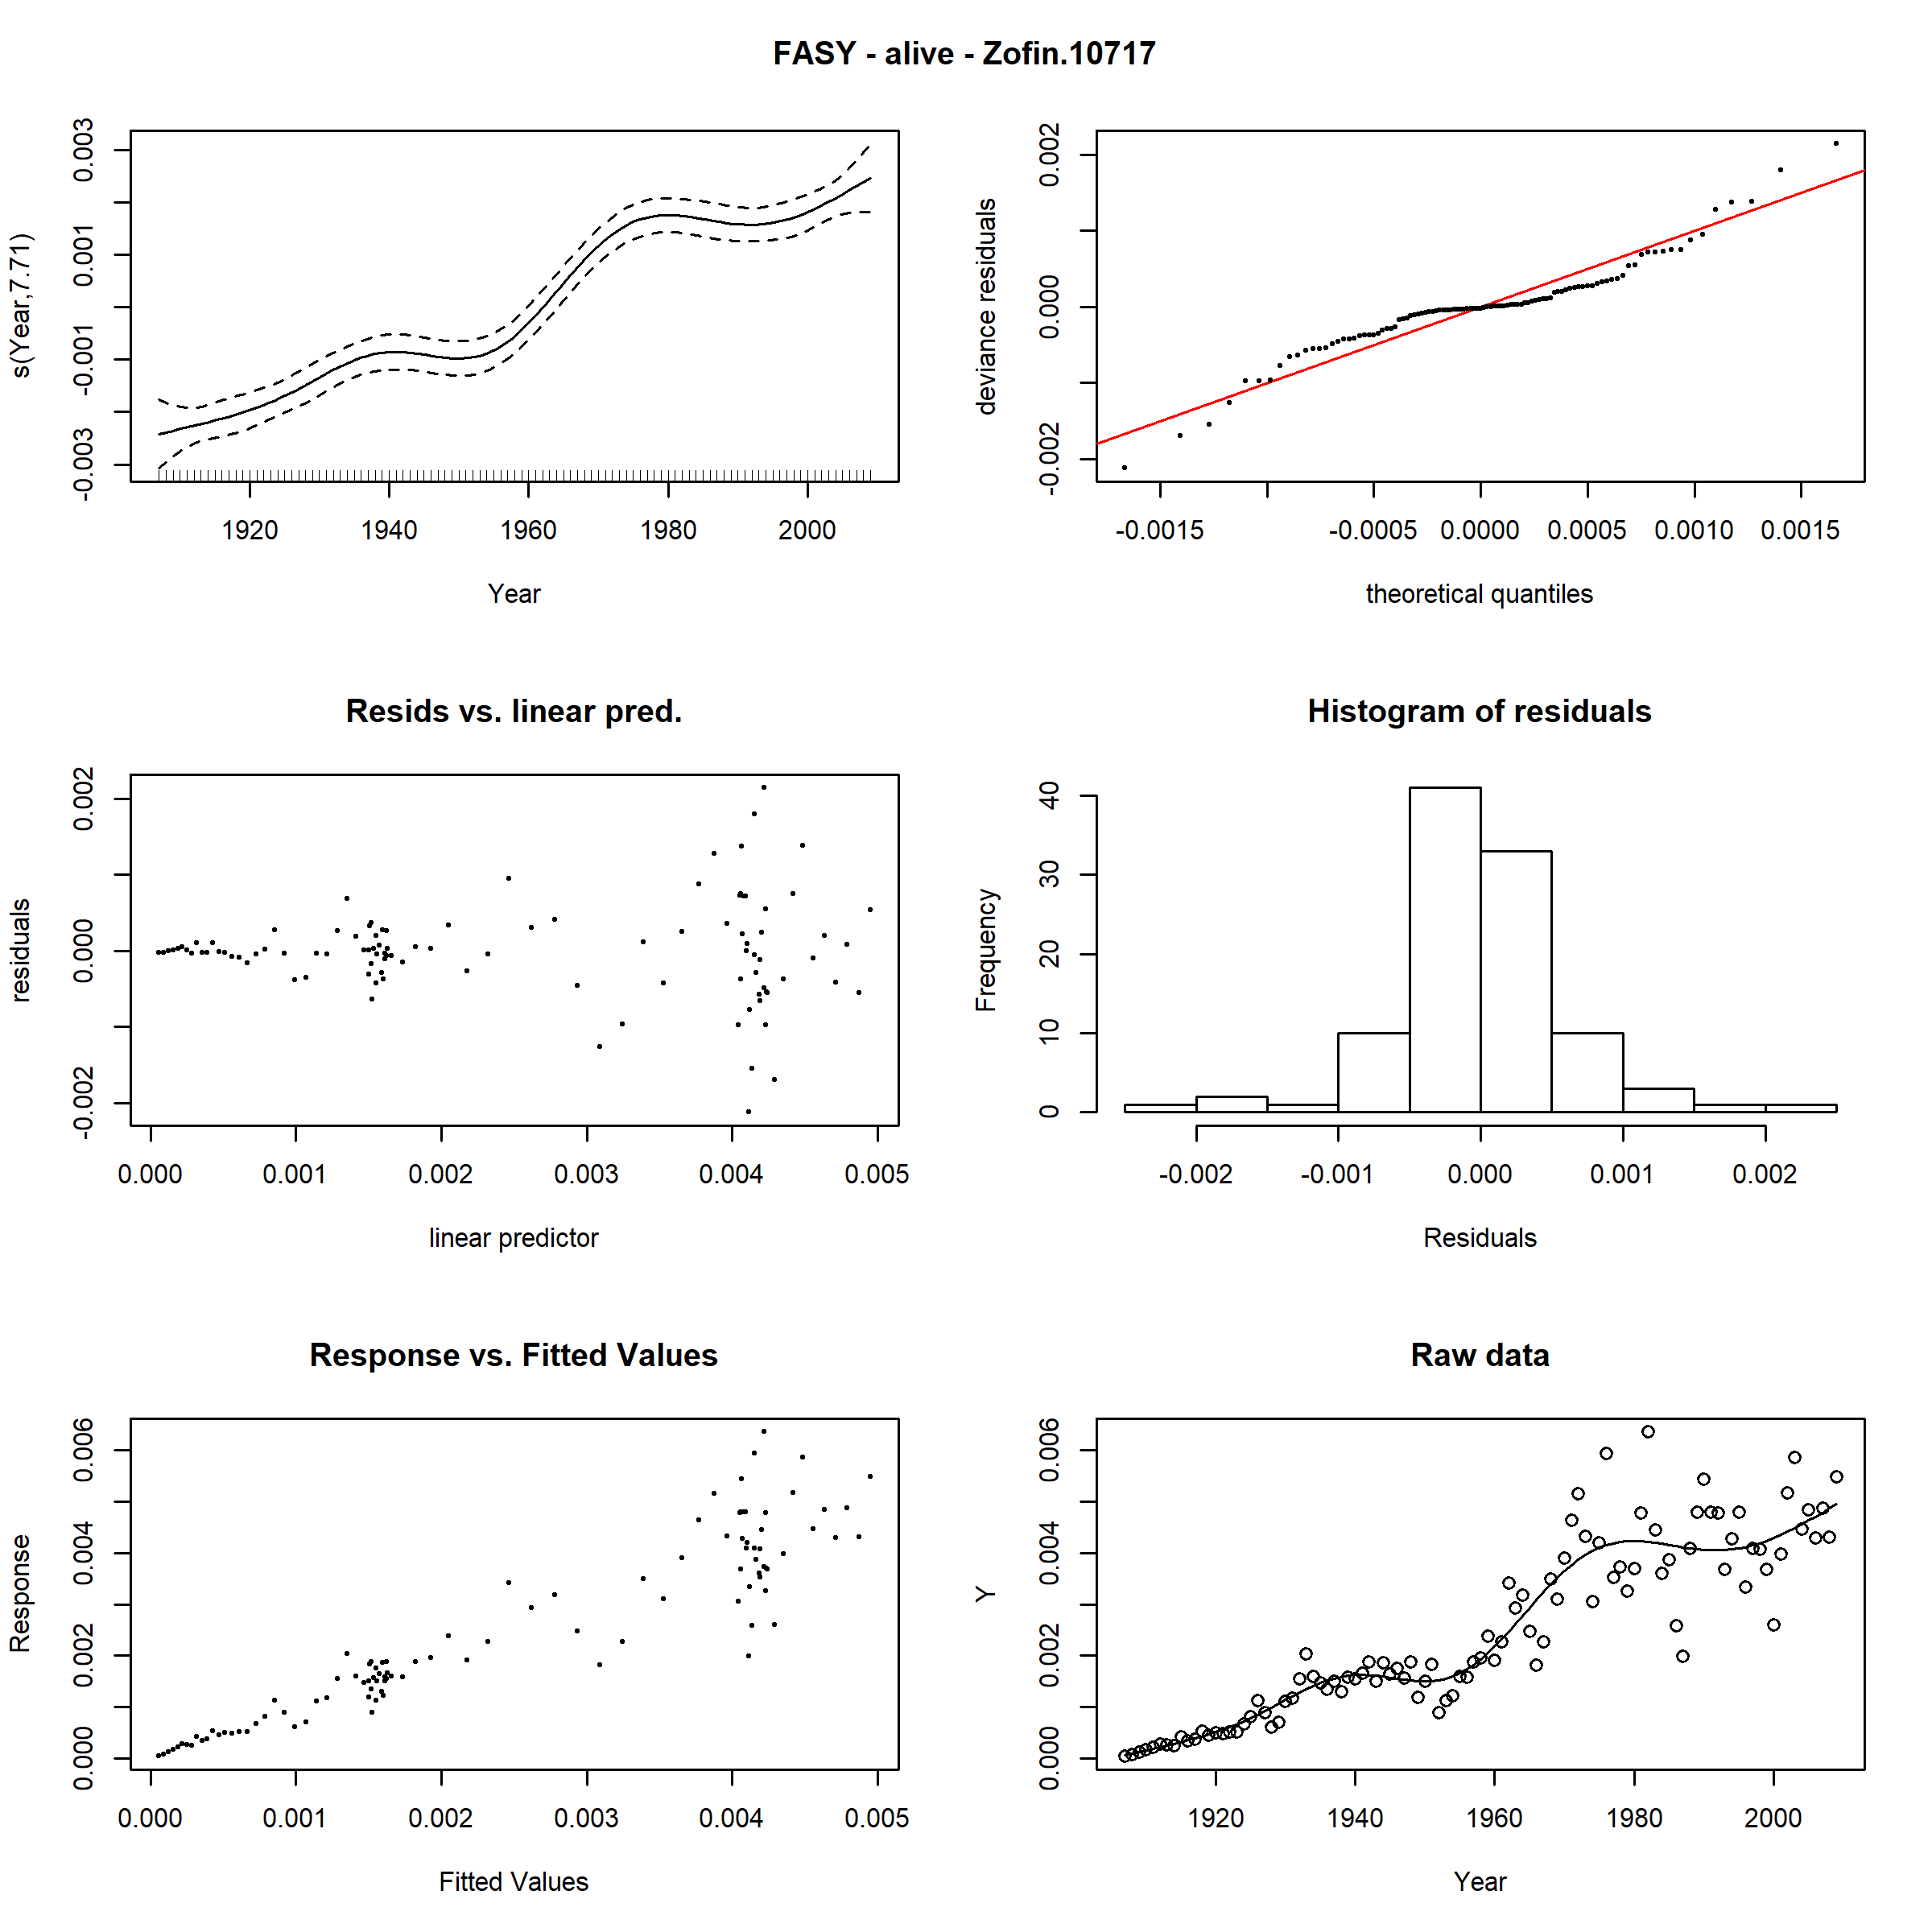 FASY - alive - Zofin.10717
s(Year,7.71)
-0.003 -0.001 0.001 0.003
1920 1940 1960 1980 2000
Year
deviance residuals
-0.002 0.000 0.002
-0.0015 -0.0005 0.0000 0.0005 0.0010 0.0015
theoretical quantiles
Resids vs. linear pred.
residuals
-0.002 0.000 0.002
0.000 0.001 0.002 0.003 0.004 0.005
linear predictor
Histogram of residuals
Frequency
0 10 20 30 40
-0.002 -0.001 0.000 0.001 0.002
Residuals
Response vs. Fitted Values
Response
0.000 0.002 0.004 0.006
0.000 0.001 0.002 0.003 0.004 0.005
Fitted Values
Raw data
Y
0.000 0.002 0.004 0.006
1920 1940 1960 1980 2000
Year